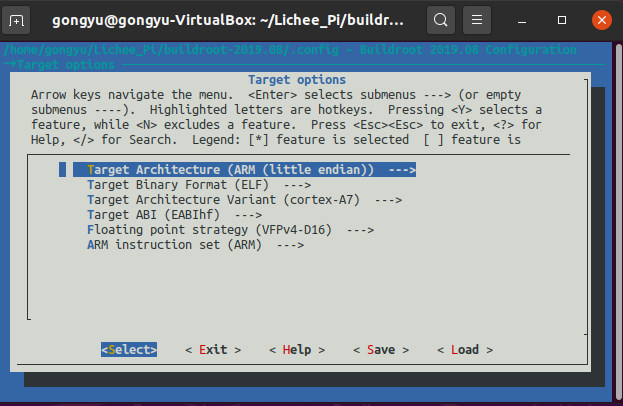 gongyu@gongyu-VirtualBox: ~/Lichee_Pi/buildr...
/home/gongyu/Lichee_Pi/buildroot-2019.08/.config - Buildroot 2019.08 Configuration
→Target options
Target options
Arrow keys navigate the menu.  <Enter> selects submenus ---> (or empty
submenus ----).  Highlighted letters are hotkeys.  Pressing <Y> selects a
feature, while <N> excludes a feature.  Press <Esc><Esc> to exit, <?> for
Help, </> for Search.  Legend: [*] feature is selected  [ ] feature is
Target Architecture (ARM (little endian))  --->
Target Binary Format (ELF)  --->
Target Architecture Variant (cortex-A7)  --->
Target ABI (EABIhf)  --->
Floating point strategy (VFPv4-D16)  --->
ARM instruction set (ARM)  --->
<Select>    < Exit >    < Help >    < Save >    < Load >